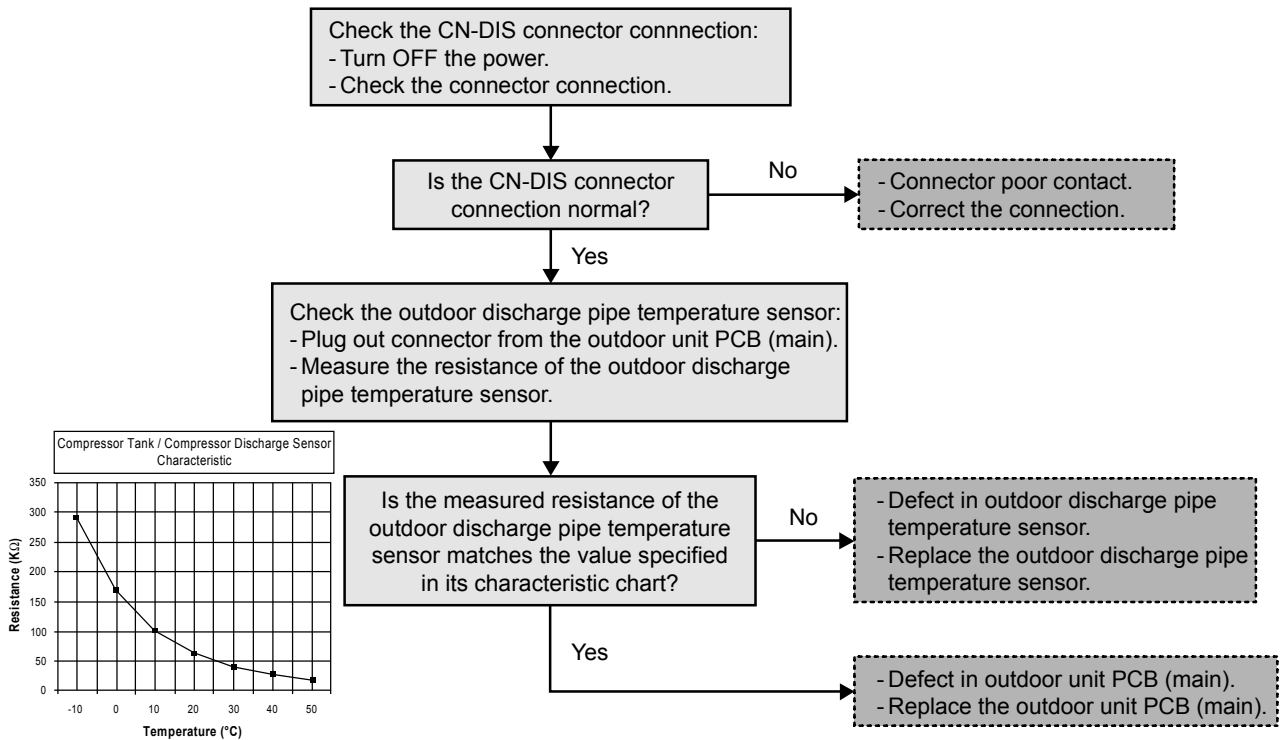 Check the CN-DIS connector connnection:
- Turn OFF the power.
- Check the connector connection.
Is the CN-DIS connector
connection normal?
No
- Connector poor contact.
- Correct the connection.
Yes
Check the outdoor discharge pipe temperature sensor:
- Plug out connector from the outdoor unit PCB (main).
- Measure the resistance of the outdoor discharge
pipe temperature sensor.
Compressor Tank / Compressor Discharge Sensor
Characteristic
350
300
250
200
150
100
50
0
Resistance (KΩ)
-10 0 10 20 30 40 50
Temperature (°C)
Is the measured resistance of the
outdoor discharge pipe temperature
sensor matches the value specified
in its characteristic chart?
No
- Defect in outdoor discharge pipe
temperature sensor.
- Replace the outdoor discharge pipe
temperature sensor.
Yes
- Defect in outdoor unit PCB (main).
- Replace the outdoor unit PCB (main).